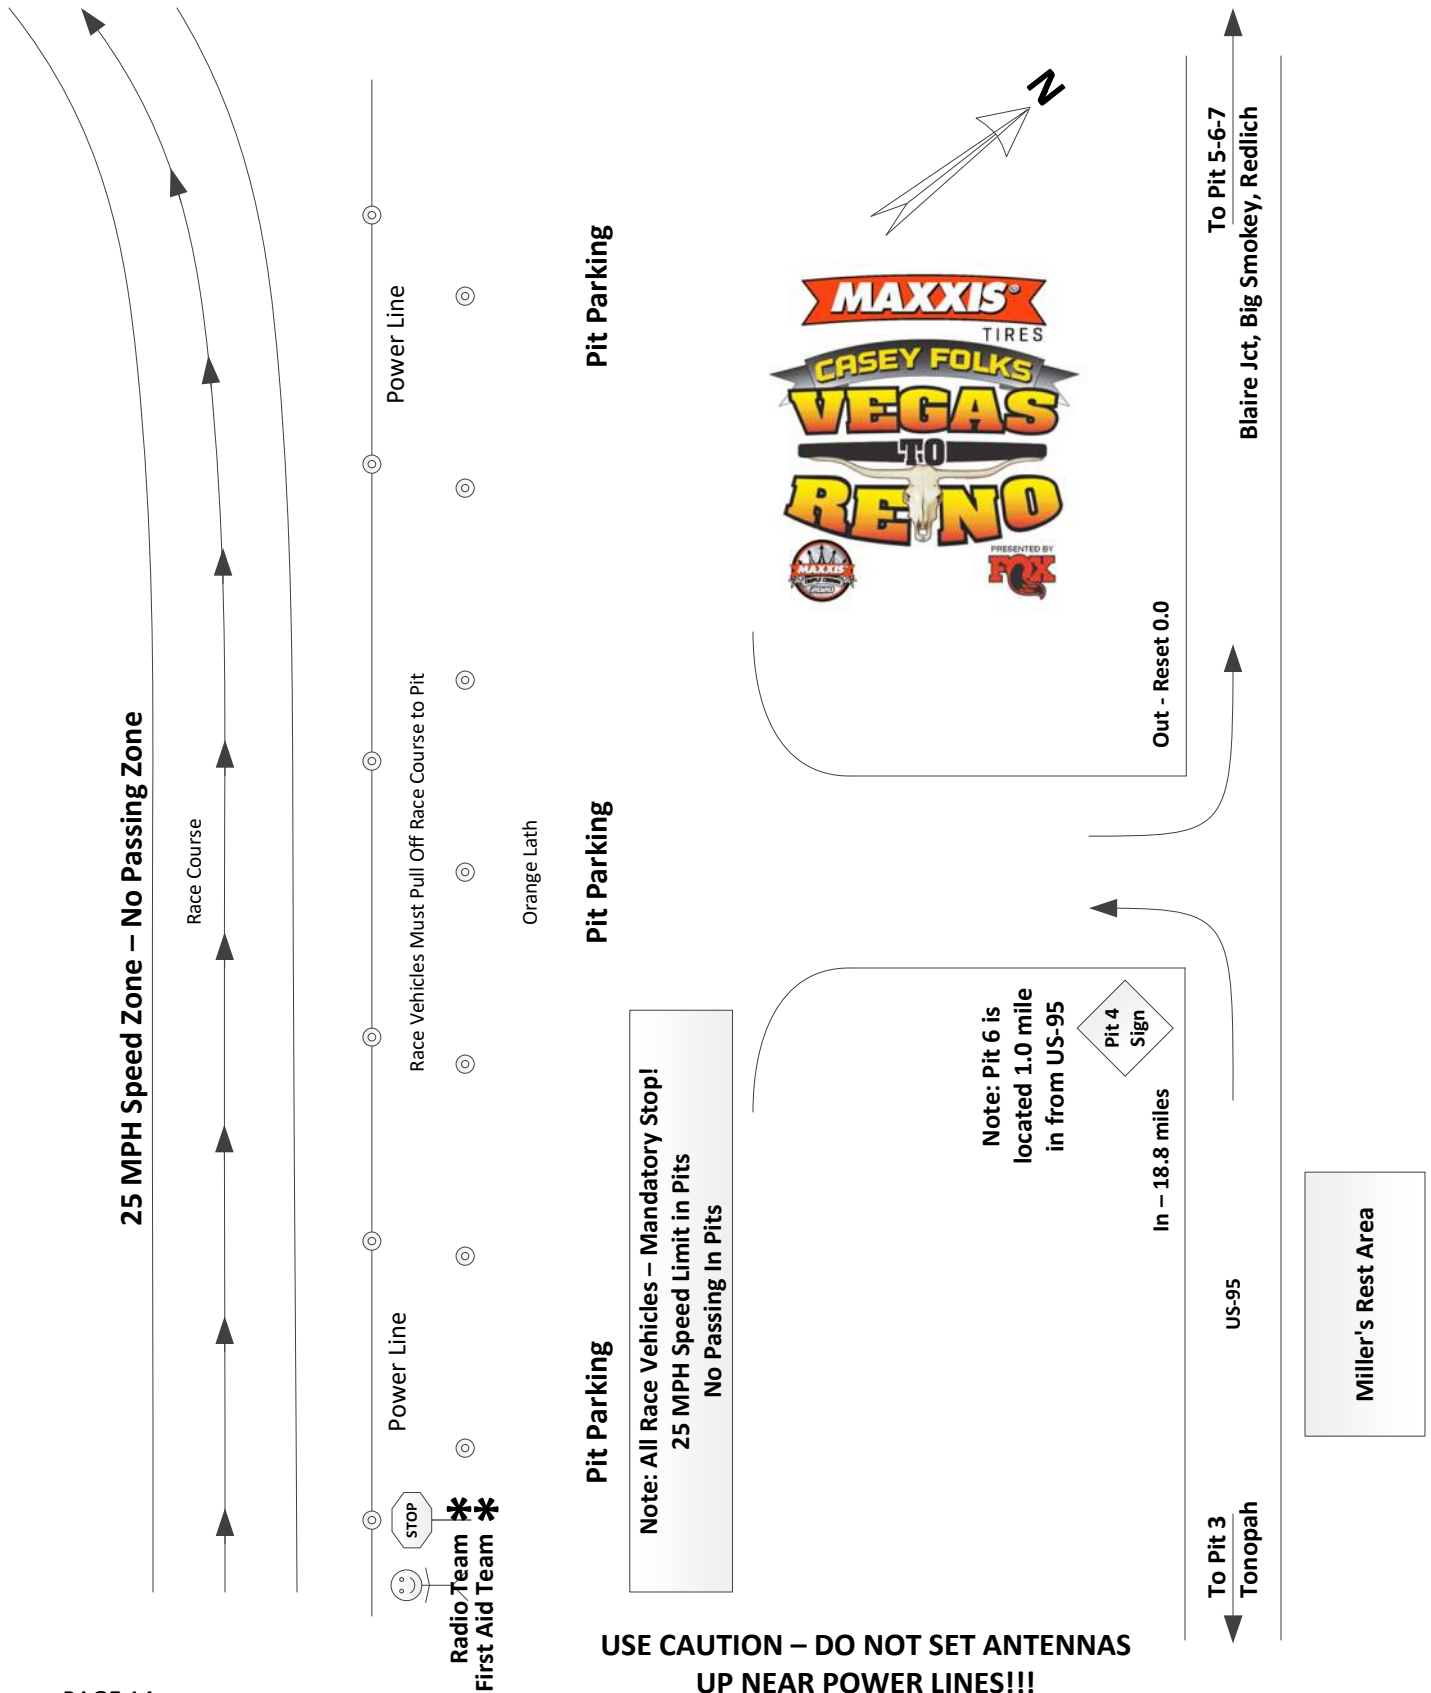 25 MPH Speed Zone – No Passing Zone
Race Course
Power Line
Power Line
Race Vehicles Must Pull Off Race Course to Pit
Orange Lath
STOP
Radio Team *
First Aid Team *
Pit Parking
Pit Parking
Pit Parking
Note: All Race Vehicles – Mandatory Stop!
25 MPH Speed Limit in Pits
No Passing In Pits
N
MAXXIS®
TIRES
CASEY FOLKS
VEGAS
TO
RENO
MAXXIS
TRIPLE CROWN
2020
PRESENTED BY
FOX
Note: Pit 6 is
located 1.0 mile
in from US-95
Pit 4
Sign
In – 18.8 miles
Out - Reset 0.0
To Pit 3
Tonopah
US-95
To Pit 5-6-7
Blaire Jct, Big Smokey, Redlich
Miller's Rest Area
USE CAUTION – DO NOT SET ANTENNAS
UP NEAR POWER LINES!!!